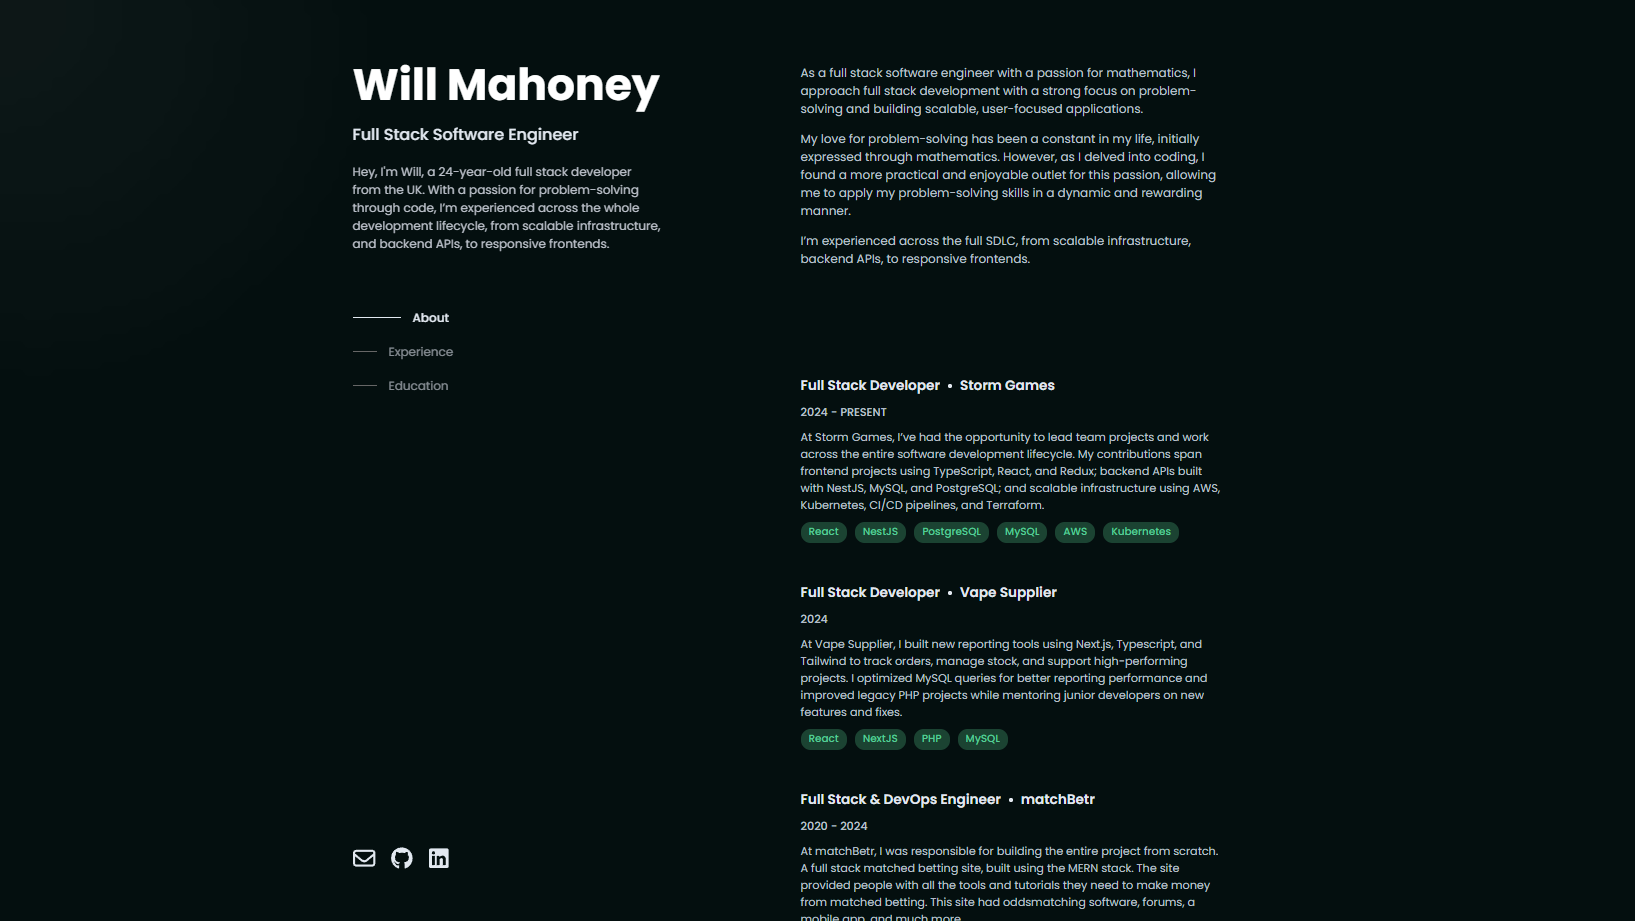 Will Mahoney
Full Stack Software Engineer
Hey, I'm Will, a 24-year-old full stack developer
from the UK. With a passion for problem-solving
through code, I’m experienced across the whole
development lifecycle, from scalable infrastructure,
and backend APIs, to responsive frontends.
About
Experience
Education
As a full stack software engineer with a passion for mathematics, I
approach full stack development with a strong focus on problem-
solving and building scalable, user-focused applications.
My love for problem-solving has been a constant in my life, initially
expressed through mathematics. However, as I delved into coding, I
found a more practical and enjoyable outlet for this passion, allowing
me to apply my problem-solving skills in a dynamic and rewarding
manner.
I’m experienced across the full SDLC, from scalable infrastructure,
backend APIs, to responsive frontends.
Full Stack Developer • Storm Games
2024 - PRESENT
At Storm Games, I’ve had the opportunity to lead team projects and work
across the entire software development lifecycle. My contributions span
frontend projects using TypeScript, React, and Redux; backend APIs built
with NestJS, MySQL, and PostgreSQL; and scalable infrastructure using AWS,
Kubernetes, CI/CD pipelines, and Terraform.
React NestJS PostgreSQL MySQL AWS Kubernetes
Full Stack Developer • Vape Supplier
2024
At Vape Supplier, I built new reporting tools using Next.js, Typescript, and
Tailwind to track orders, manage stock, and support high-performing
projects. I optimized MySQL queries for better reporting performance and
improved legacy PHP projects while mentoring junior developers on new
features and fixes.
React NextJS PHP MySQL
Full Stack & DevOps Engineer • matchBetr
2020 - 2024
At matchBetr, I was responsible for building the entire project from scratch.
A full stack matched betting site, built using the MERN stack. The site
provided people with all the tools and tutorials they need to make money
from matched betting. This site had oddsmatching software, forums, a
mobile app, and much more.